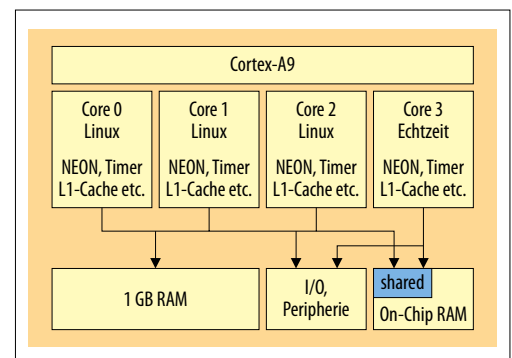 Cortex-A9
Core 0
Linux
NEON, Timer
L1-Cache etc.
Core 1
Linux
NEON, Timer
L1-Cache etc.
Core 2
Linux
NEON, Timer
L1-Cache etc.
Core 3
Echtzeit
NEON, Timer
L1-Cache etc.
1 GB RAM
I/O,
Peripherie
shared
On-Chip RAM